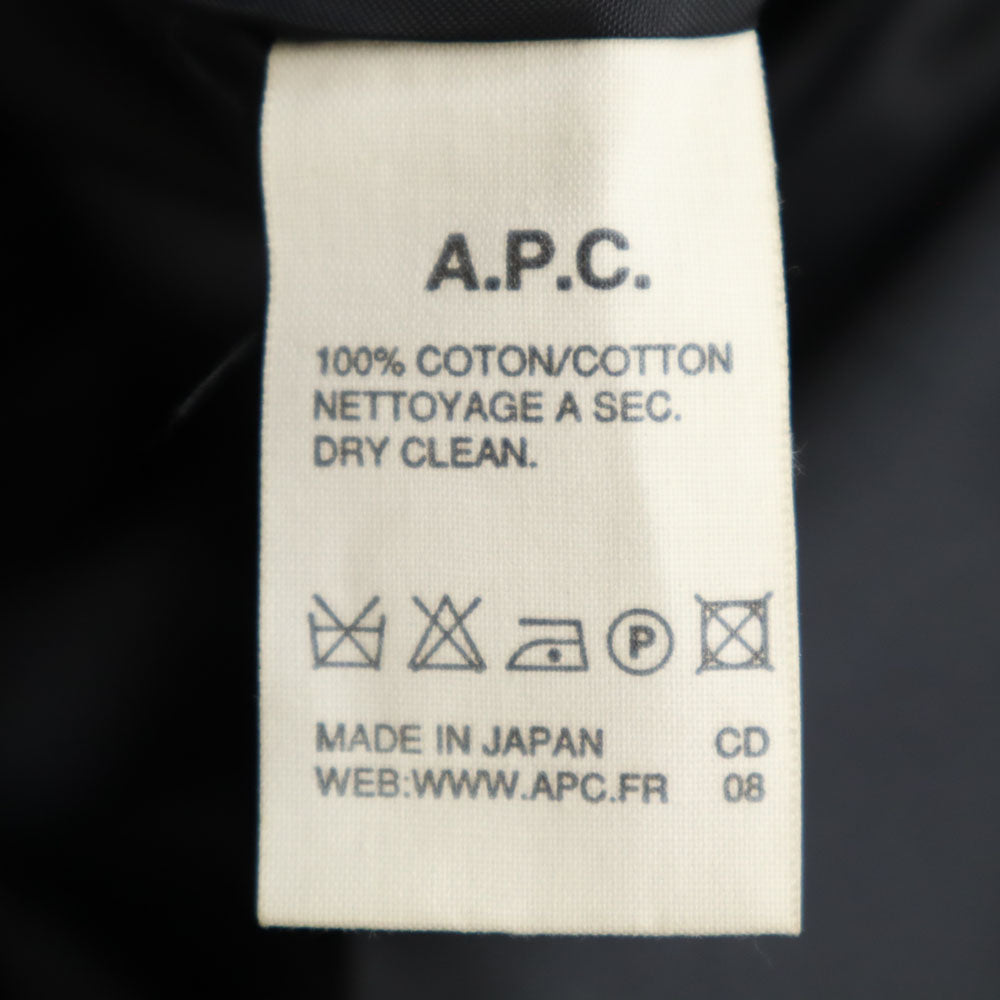 A.P.C.
100% COTON/COTTON
NETTOYAGE A SEC.
DRY CLEAN.
P
MADE IN JAPAN CD
WEB:WWW.APC.FR 08